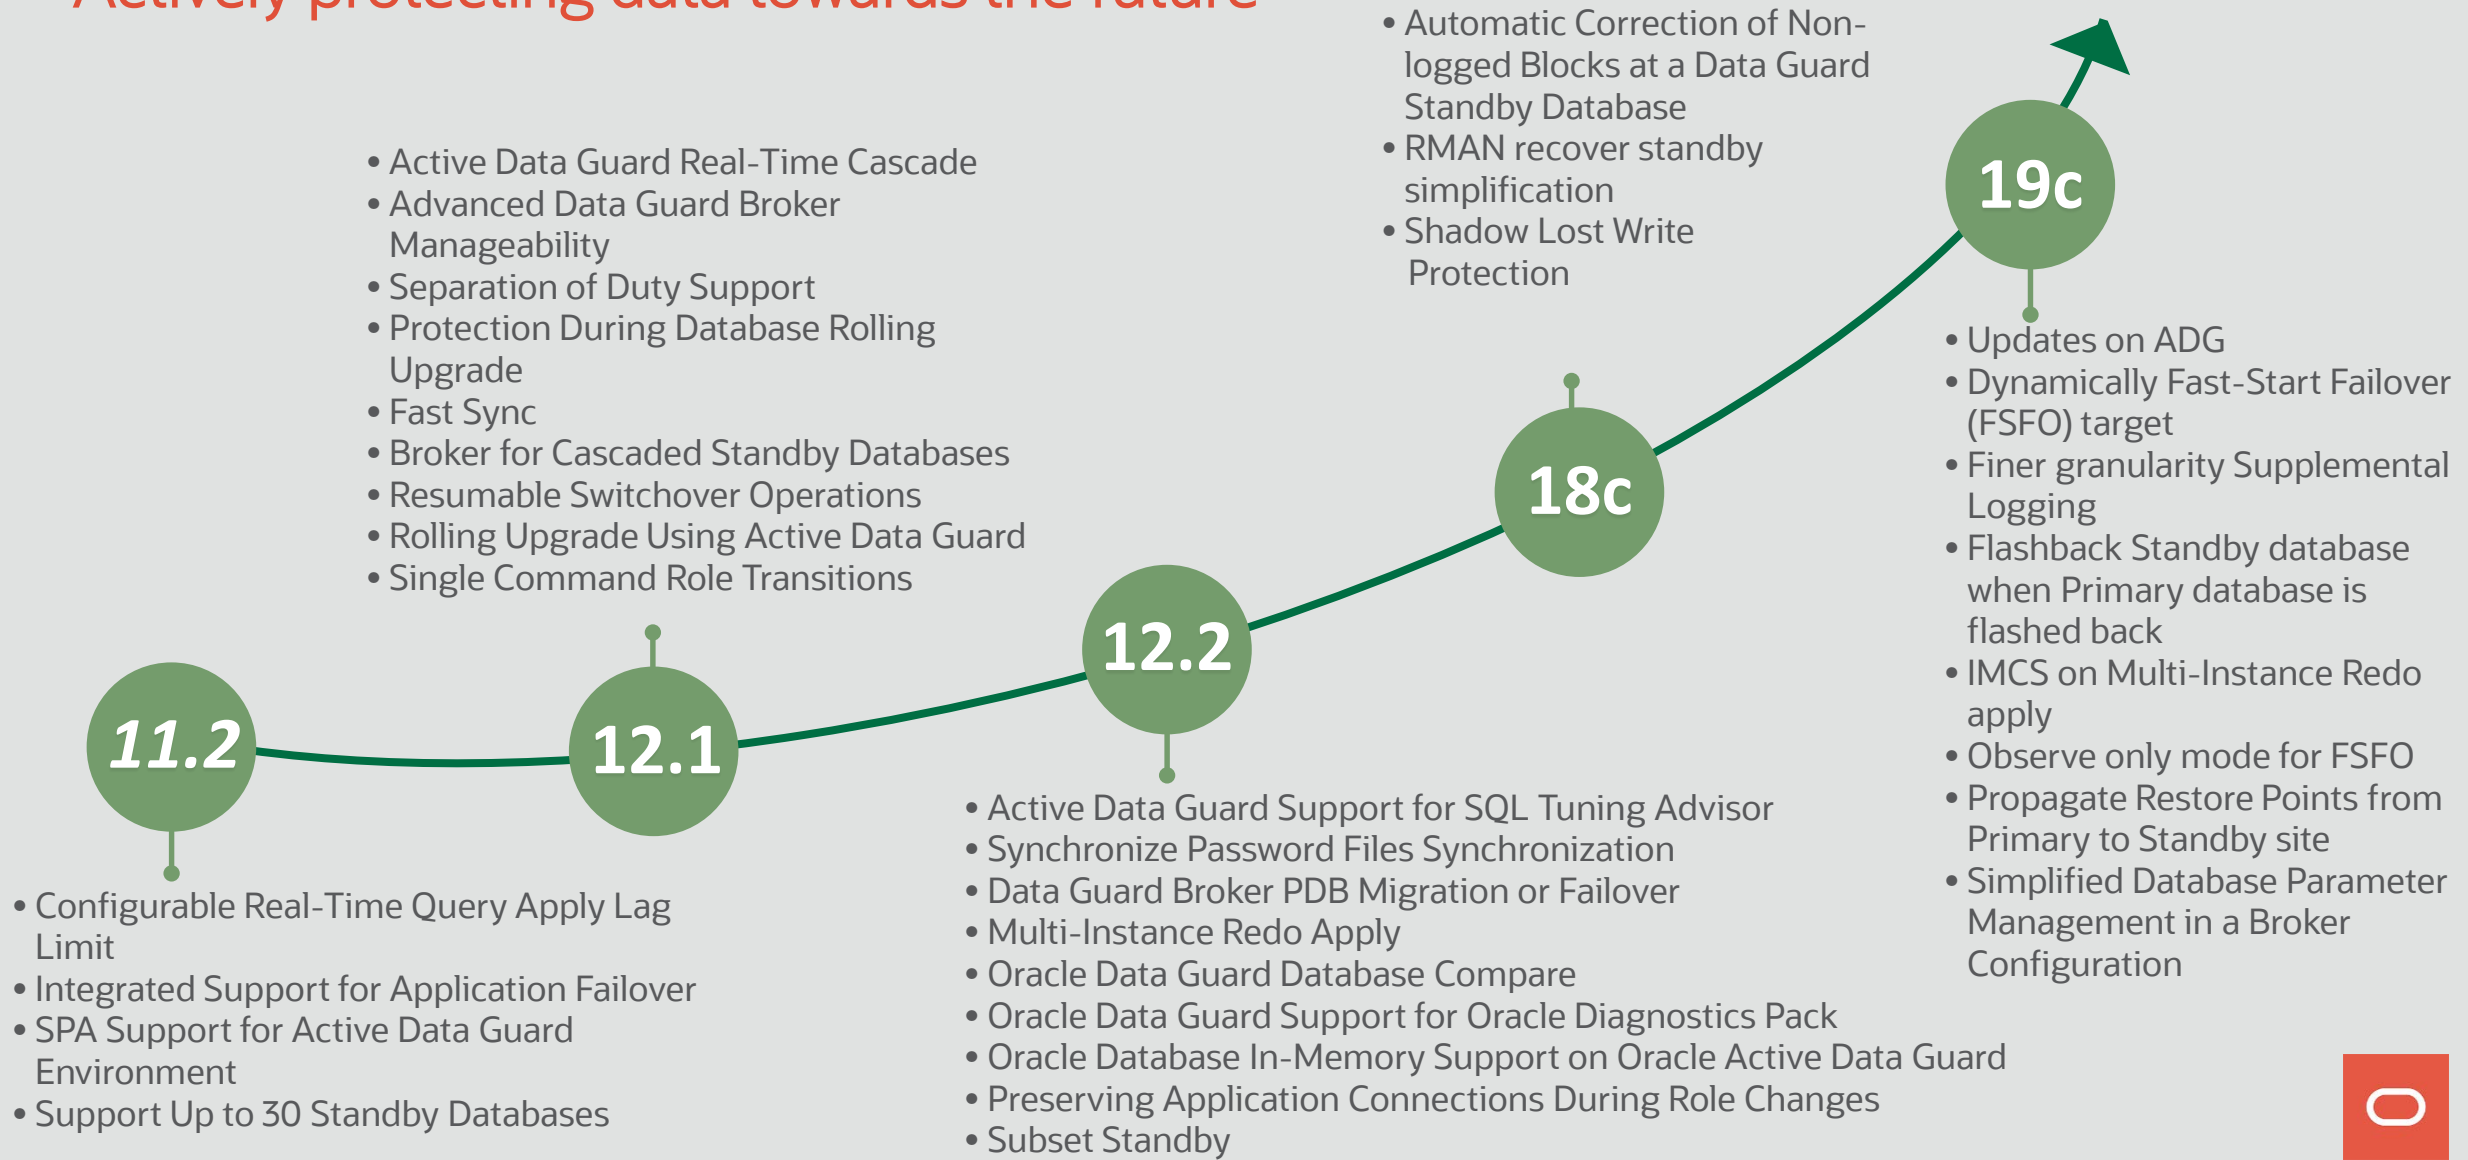 Actively protecting data towards the future
• Automatic Correction of Non-
logged Blocks at a Data Guard
Standby Database
• RMAN recover standby
simplification
• Shadow Lost Write
Protection
• Active Data Guard Real-Time Cascade
• Advanced Data Guard Broker
Manageability
• Separation of Duty Support
• Protection During Database Rolling
Upgrade
• Fast Sync
• Broker for Cascaded Standby Databases
• Resumable Switchover Operations
• Rolling Upgrade Using Active Data Guard
• Single Command Role Transitions
11.2
12.1
12.2
18c
19c
• Configurable Real-Time Query Apply Lag
Limit
• Integrated Support for Application Failover
• SPA Support for Active Data Guard
Environment
• Support Up to 30 Standby Databases
• Active Data Guard Support for SQL Tuning Advisor
• Synchronize Password Files Synchronization
• Data Guard Broker PDB Migration or Failover
• Multi-Instance Redo Apply
• Oracle Data Guard Database Compare
• Oracle Data Guard Support for Oracle Diagnostics Pack
• Oracle Database In-Memory Support on Oracle Active Data Guard
• Preserving Application Connections During Role Changes
• Subset Standby
• Updates on ADG
• Dynamically Fast-Start Failover
(FSFO) target
• Finer granularity Supplemental
Logging
• Flashback Standby database
when Primary database is
flashed back
• IMCS on Multi-Instance Redo
apply
• Observe only mode for FSFO
• Propagate Restore Points from
Primary to Standby site
• Simplified Database Parameter
Management in a Broker
Configuration